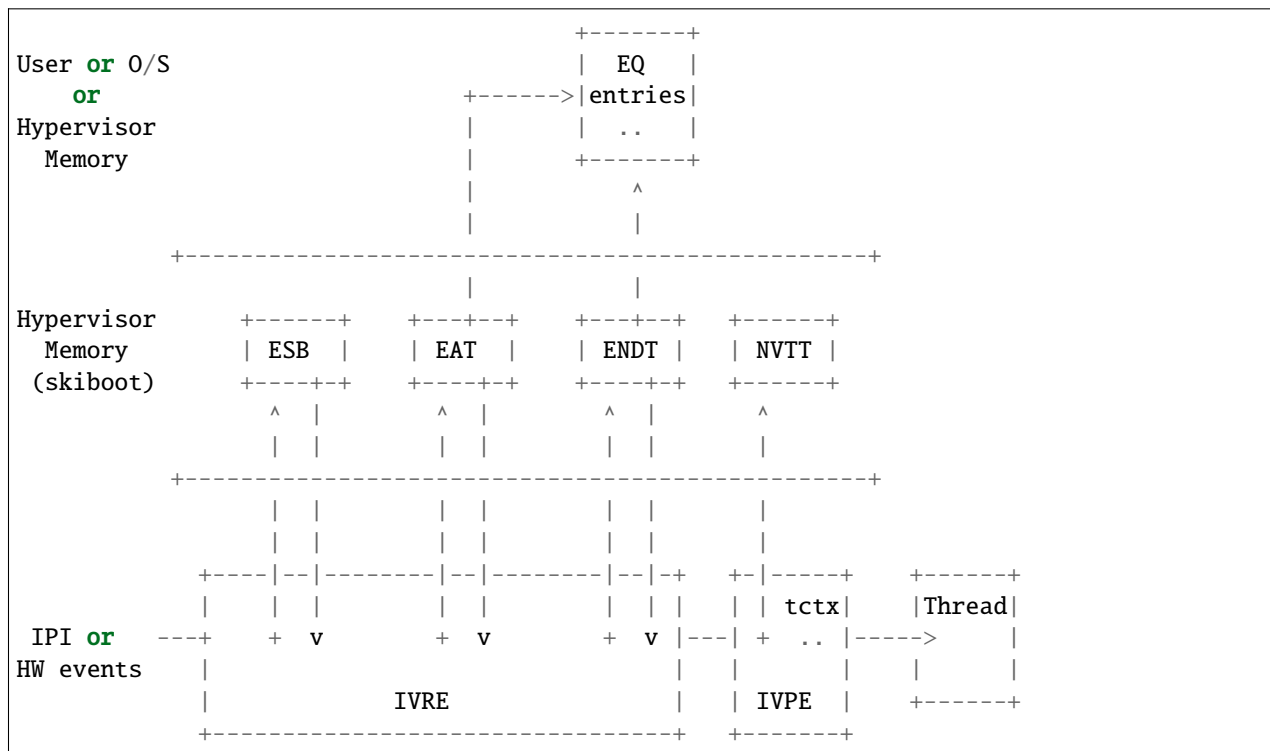 +-------+
User or O/S                             |  EQ   |
    or                          +------>|entries|
Hypervisor                      |       |  ..   |
  Memory                        |       +-------+
                                |           ^
                                |           |
           +-------------------------------------------------+
                                |           |
Hypervisor      +------+    +---+--+    +---+--+   +------+
  Memory        | ESB  |    | EAT  |    | ENDT |   | NVTT |
 (skiboot)      +----+-+    +----+-+    +----+-+   +------+
                  ^  |        ^  |        ^  |       ^
                  |  |        |  |        |  |       |
           +-------------------------------------------------+
                  |  |        |  |        |  |       |
                  |  |        |  |        |  |       |
             +----|--|--------|--|--------|--|-+   +-|-----+    +------+
             |    |  |        |  |        |  | |   | | tctx|    |Thread|
 IPI or   ---+    +  v        +  v        +  v |---| +  .. |----->     |
HW events    |                                 |   |       |    |      |
             |             IVRE                |   | IVPE  |    +------+
             +---------------------------------+   +-------+